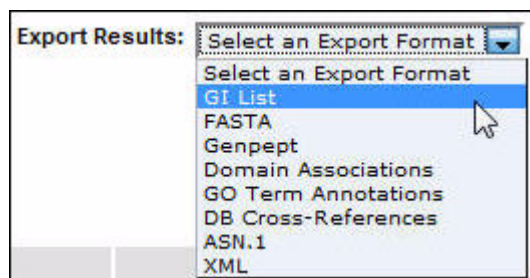 Export Results: Select an Export Format
Select an Export Format
GI List
FASTA
Genpept
Domain Associations
GO Term Annotations
DB Cross-References
ASN.1
XML